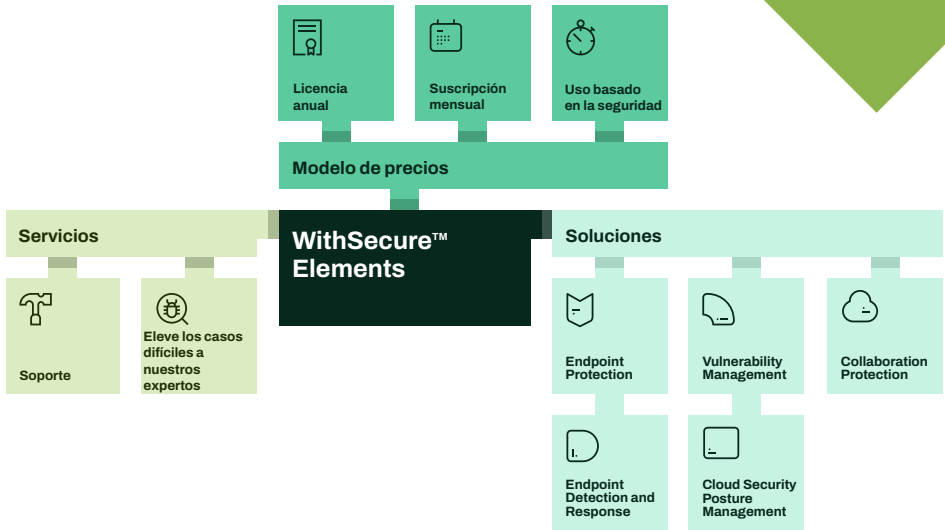 Licencia
anual
Suscripción
mensual
Uso basado
en la seguridad
Modelo de precios
Servicios
WithSecure™
Elements
Soluciones
Soporte
Eleve los casos
difíciles a
nuestros
expertos
Endpoint
Protection
Vulnerability
Management
Collaboration
Protection
Endpoint
Detection and
Response
Cloud Security
Posture
Management